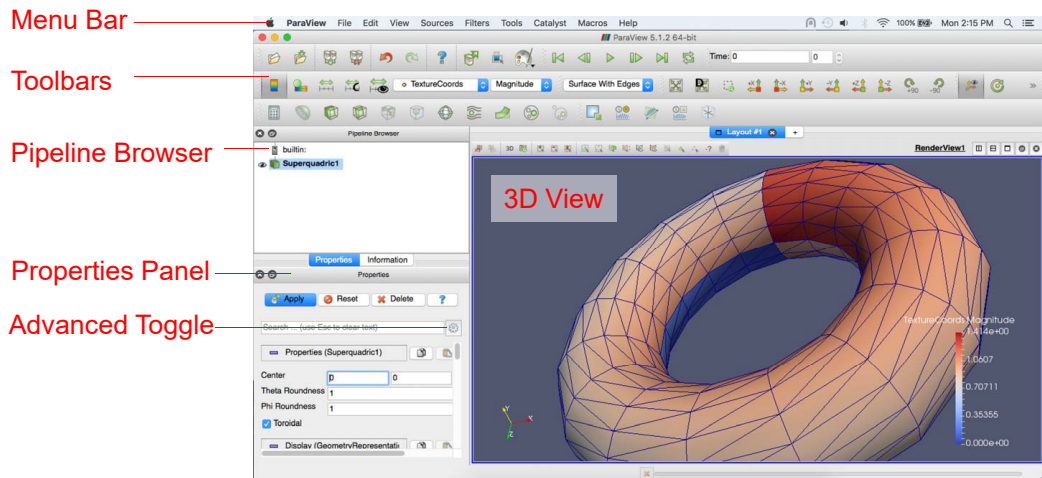 Menu Bar
ParaView File Edit View Sources Filters Tools Catalyst Macros Help 100% Mon 2:15 PM
ParaView 5.1.2 64-bit
Time: 0 0
Toolbars
TextureCoords Magnitude Surface With Edges +X -X +Y -Y +Z -Z +90 -90 »
Pipeline Browser Layout #1 +
Pipeline Browser
builtin: 3D RenderView1
Superquadric1
3D View
Properties Information
Properties Panel
Properties
Apply Reset Delete ?
Advanced Toggle
Search ... (use Esc to clear text)
TextureCoords Magnitude
1.414e+00
Properties (Superquadric1)
1.0607
Center 0 0
0.70711
Theta Roundness 1
Phi Roundness 1
0.35355
Toroidal
Y X Z
Display (GeometryRepresentati
0.000e+00